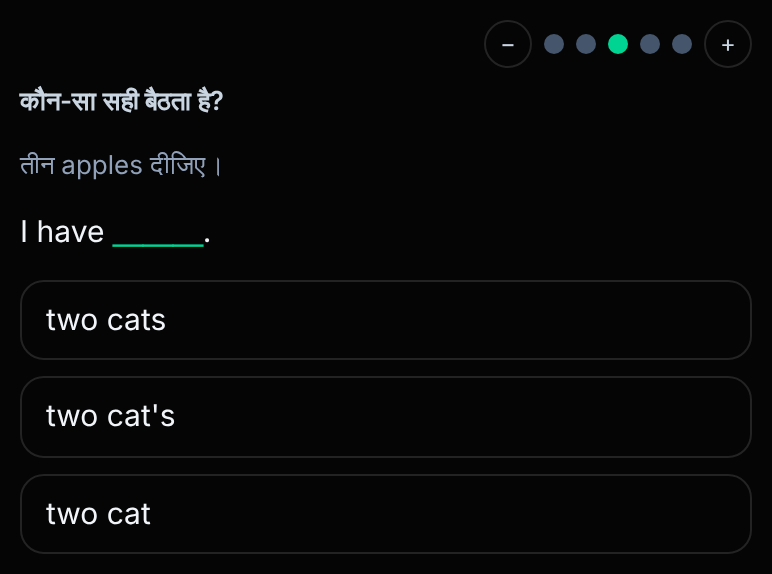 − +
कौन-सा सही बैठता है?
तीन apples दीजिए।
I have ______.
two cats
two cat's
two cat